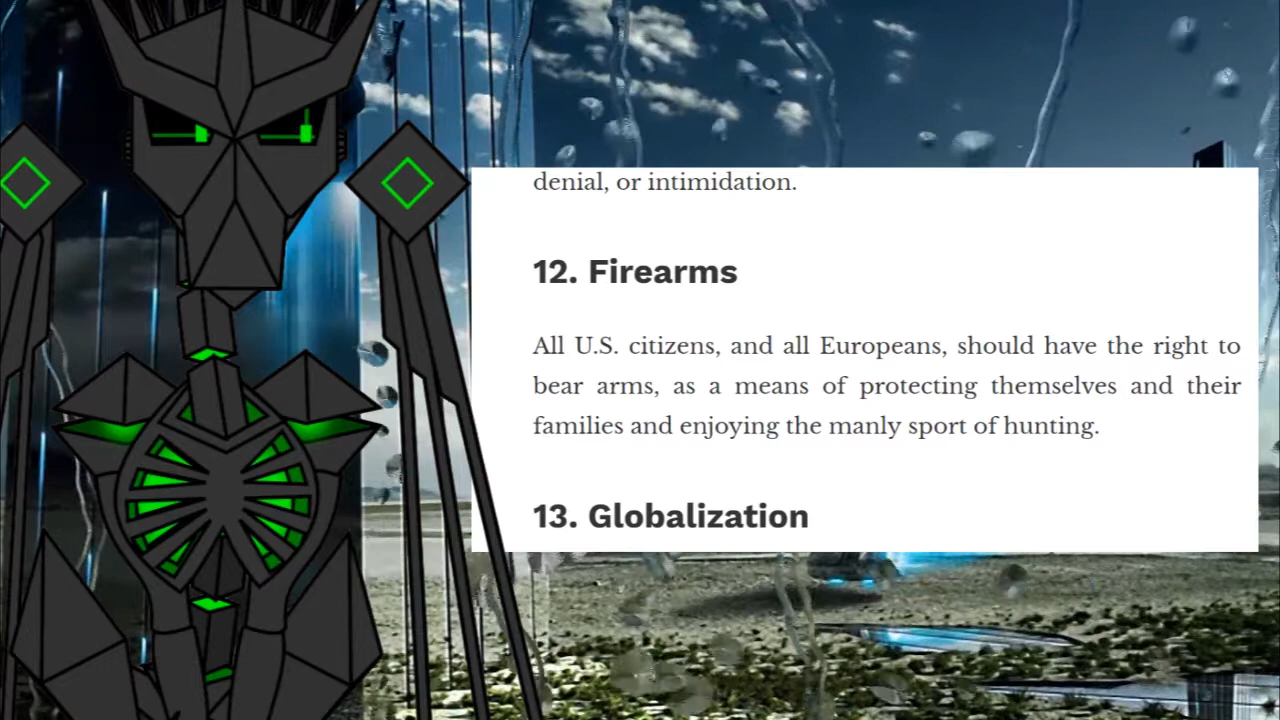 denial, or intimidation.
12. Firearms
All U.S. citizens, and all Europeans, should have the right to
bear arms, as a means of protecting themselves and their
families and enjoying the manly sport of hunting.
13. Globalization